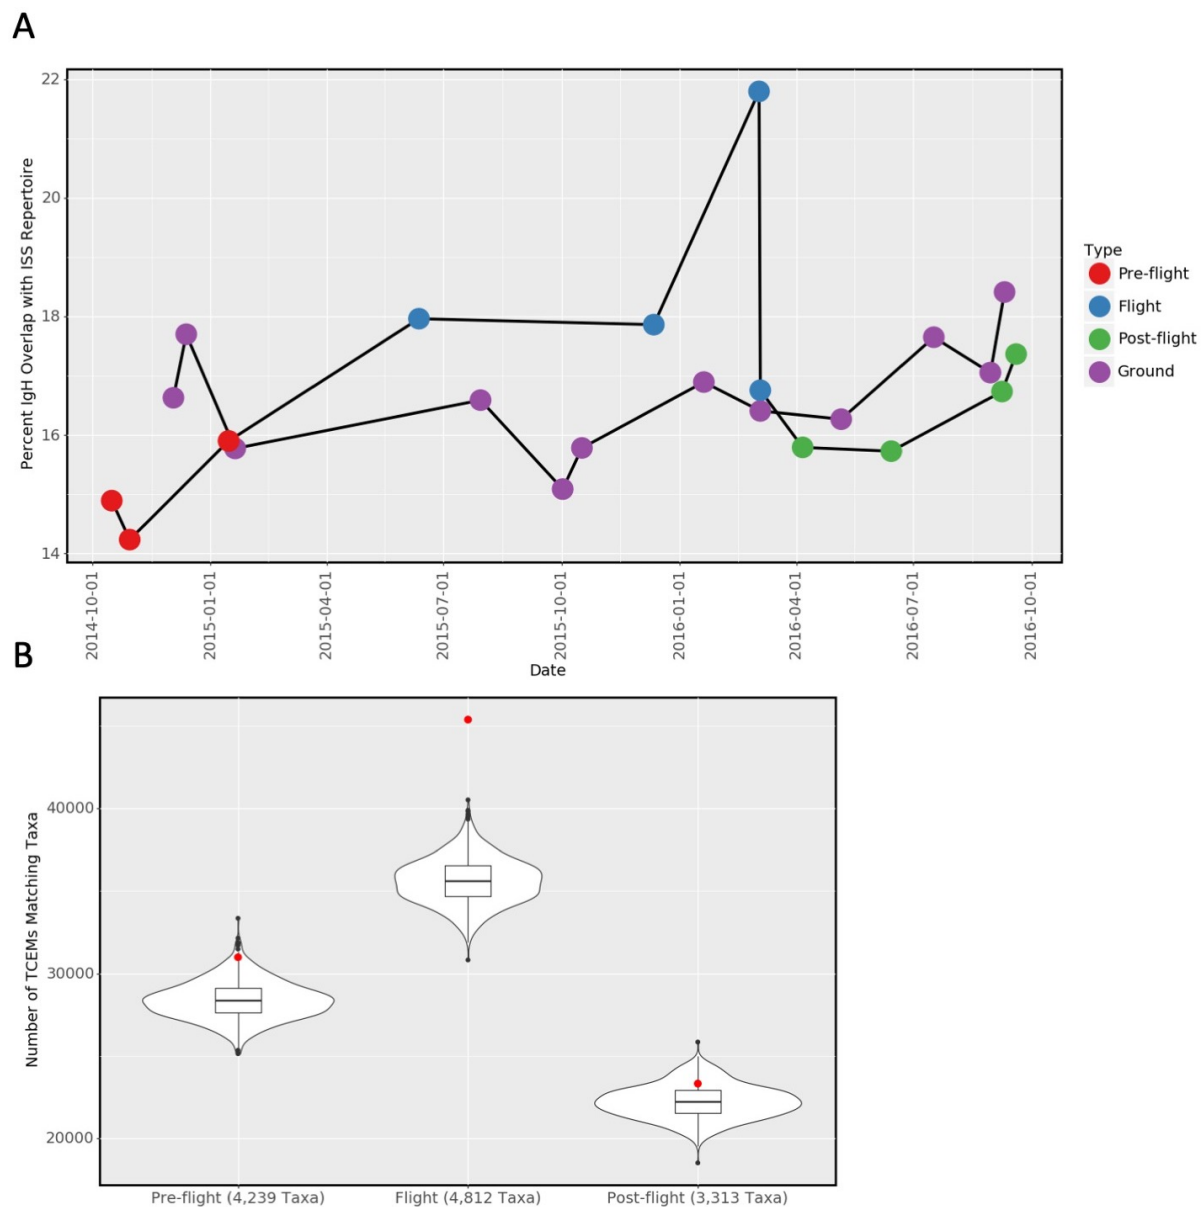 A
Percent IgH Overlap with ISS Repertoire
22
20
18
16
14
2014-10-01
2015-01-01
2015-04-01
2015-07-01
2015-10-01
2016-01-01
2016-04-01
2016-07-01
2016-10-01
Date
Type
Pre-flight
Flight
Post-flight
Ground
B
Number of TCEMs Matching Taxa
40000
30000
20000
Pre-flight (4,239 Taxa)
Flight (4,812 Taxa)
Post-flight (3,313 Taxa)